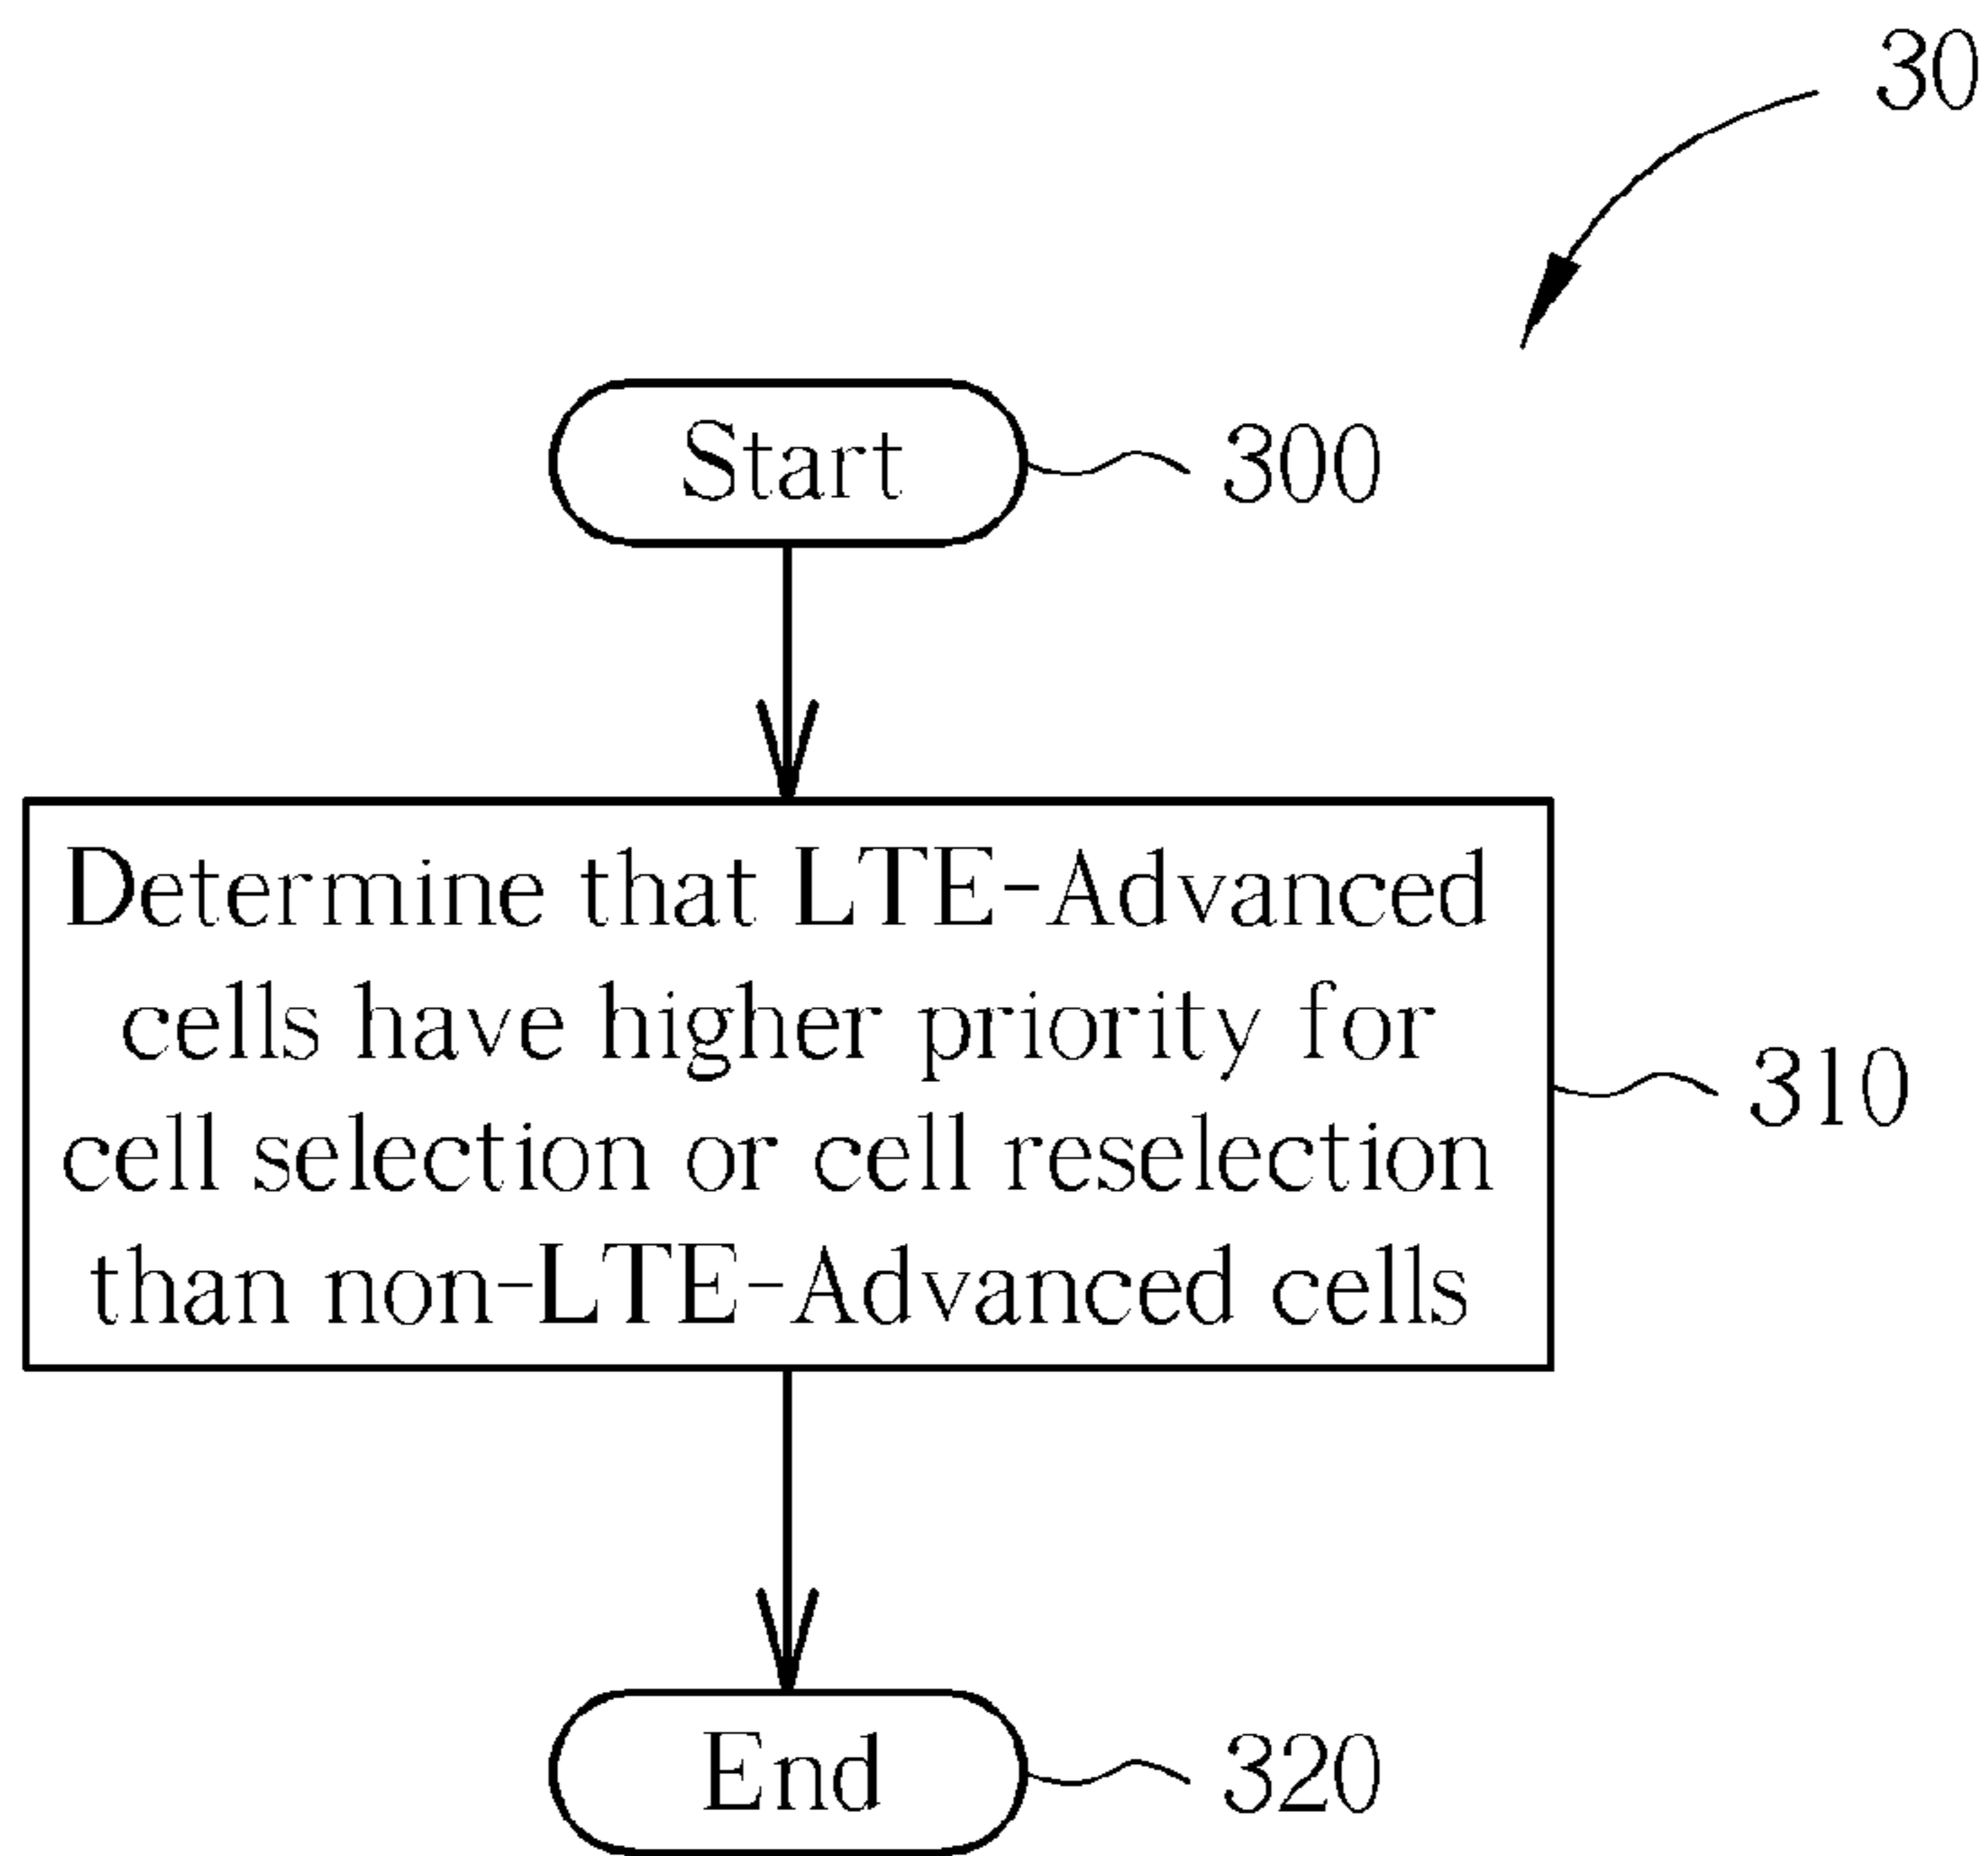 30
Start
300
Determine that LTE-Advanced
cells have higher priority for
cell selection or cell reselection
than non-LTE-Advanced cells
310
End
320